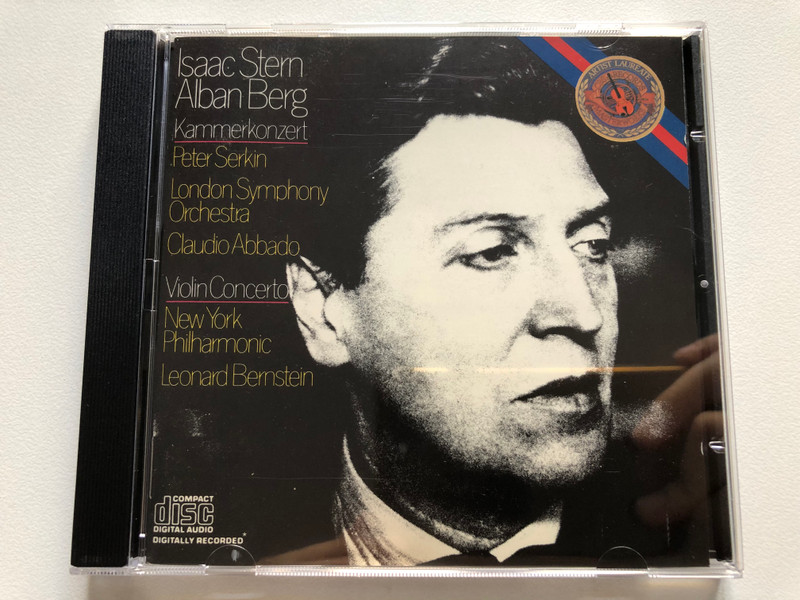 Isaac Stern
Alban Berg
Kammerkonzert
Peter Serkin
London Symphony
Orchestra
Claudio Abbado
Violin Concerto
New York
Philharmonic
Leonard Bernstein
ARTIST LAUREATE
COMPACT
disc
DIGITAL AUDIO
DIGITALLY RECORDED*